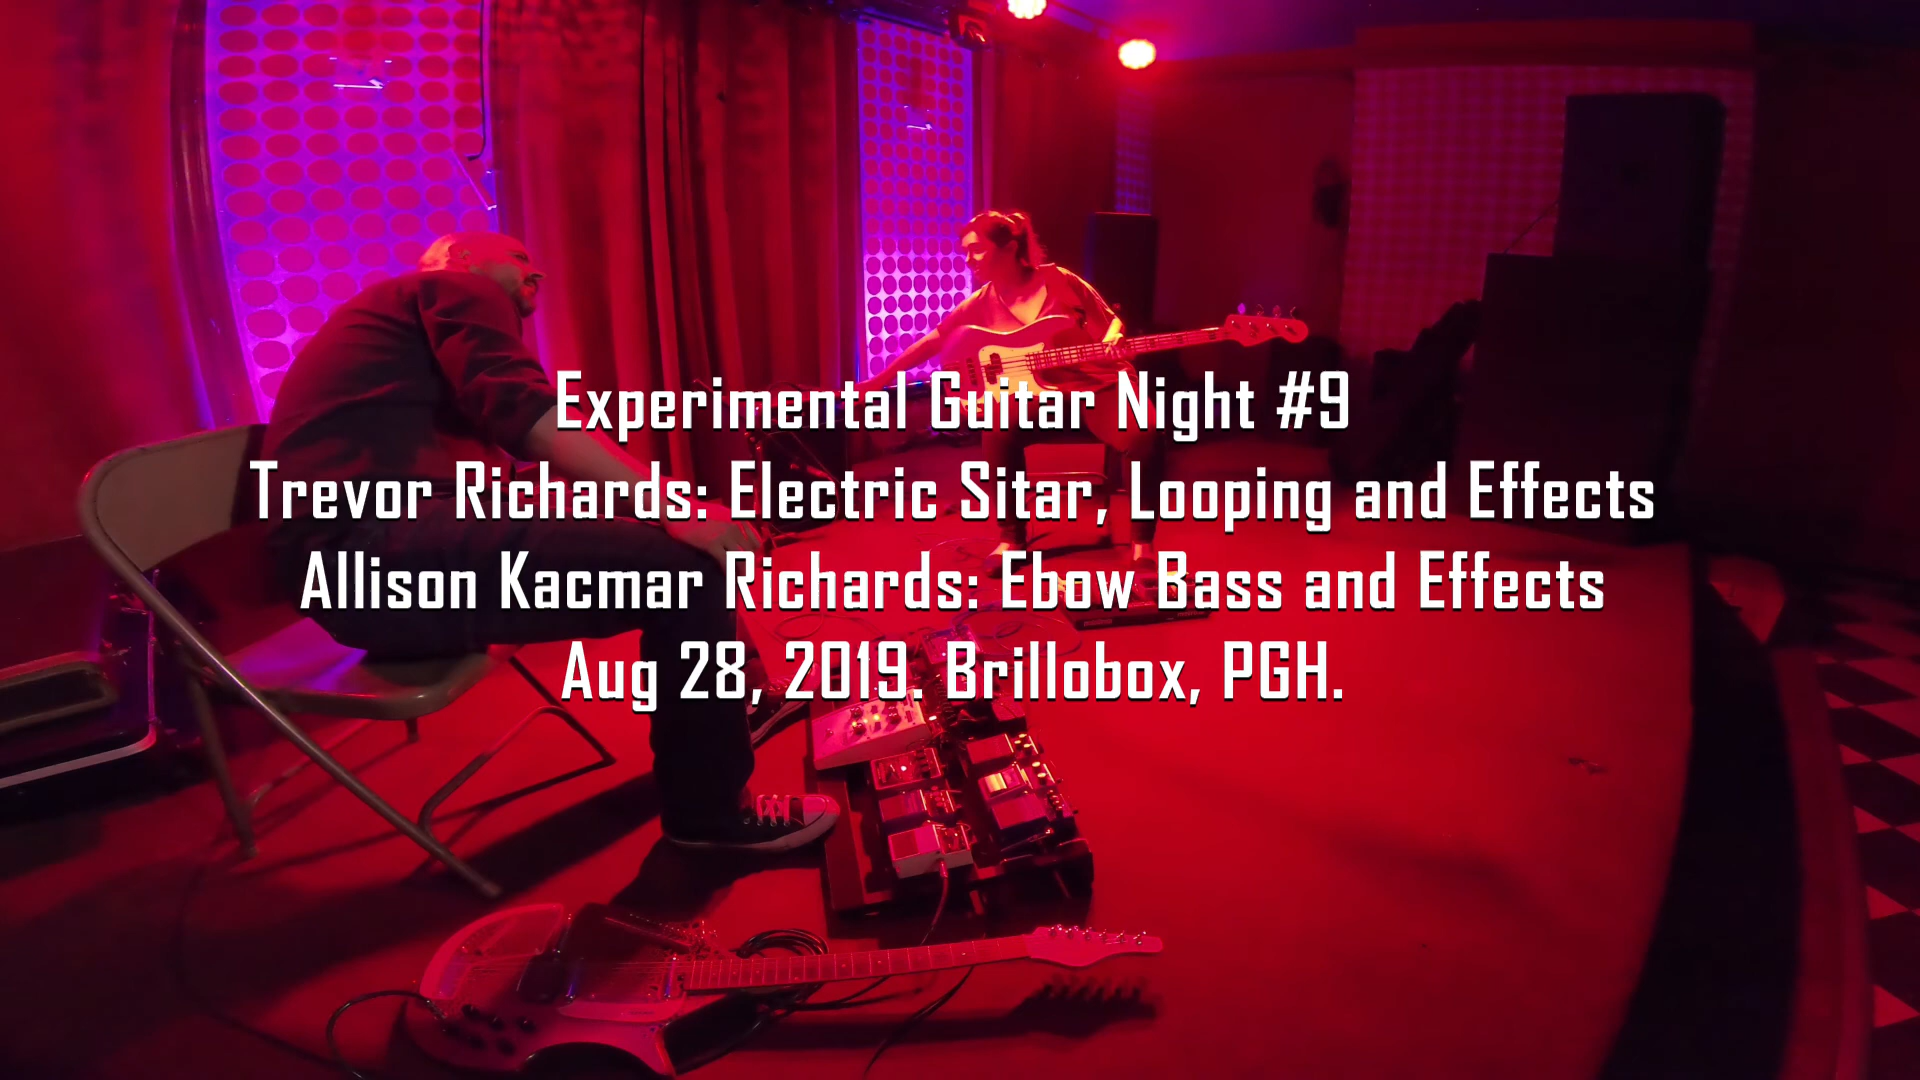 Experimental Guitar Night #9
Trevor Richards: Electric Sitar, Looping and Effects
Allison Kacmar Richards: Ebow Bass and Effects
Aug 28, 2019. Brillobox, PGH.